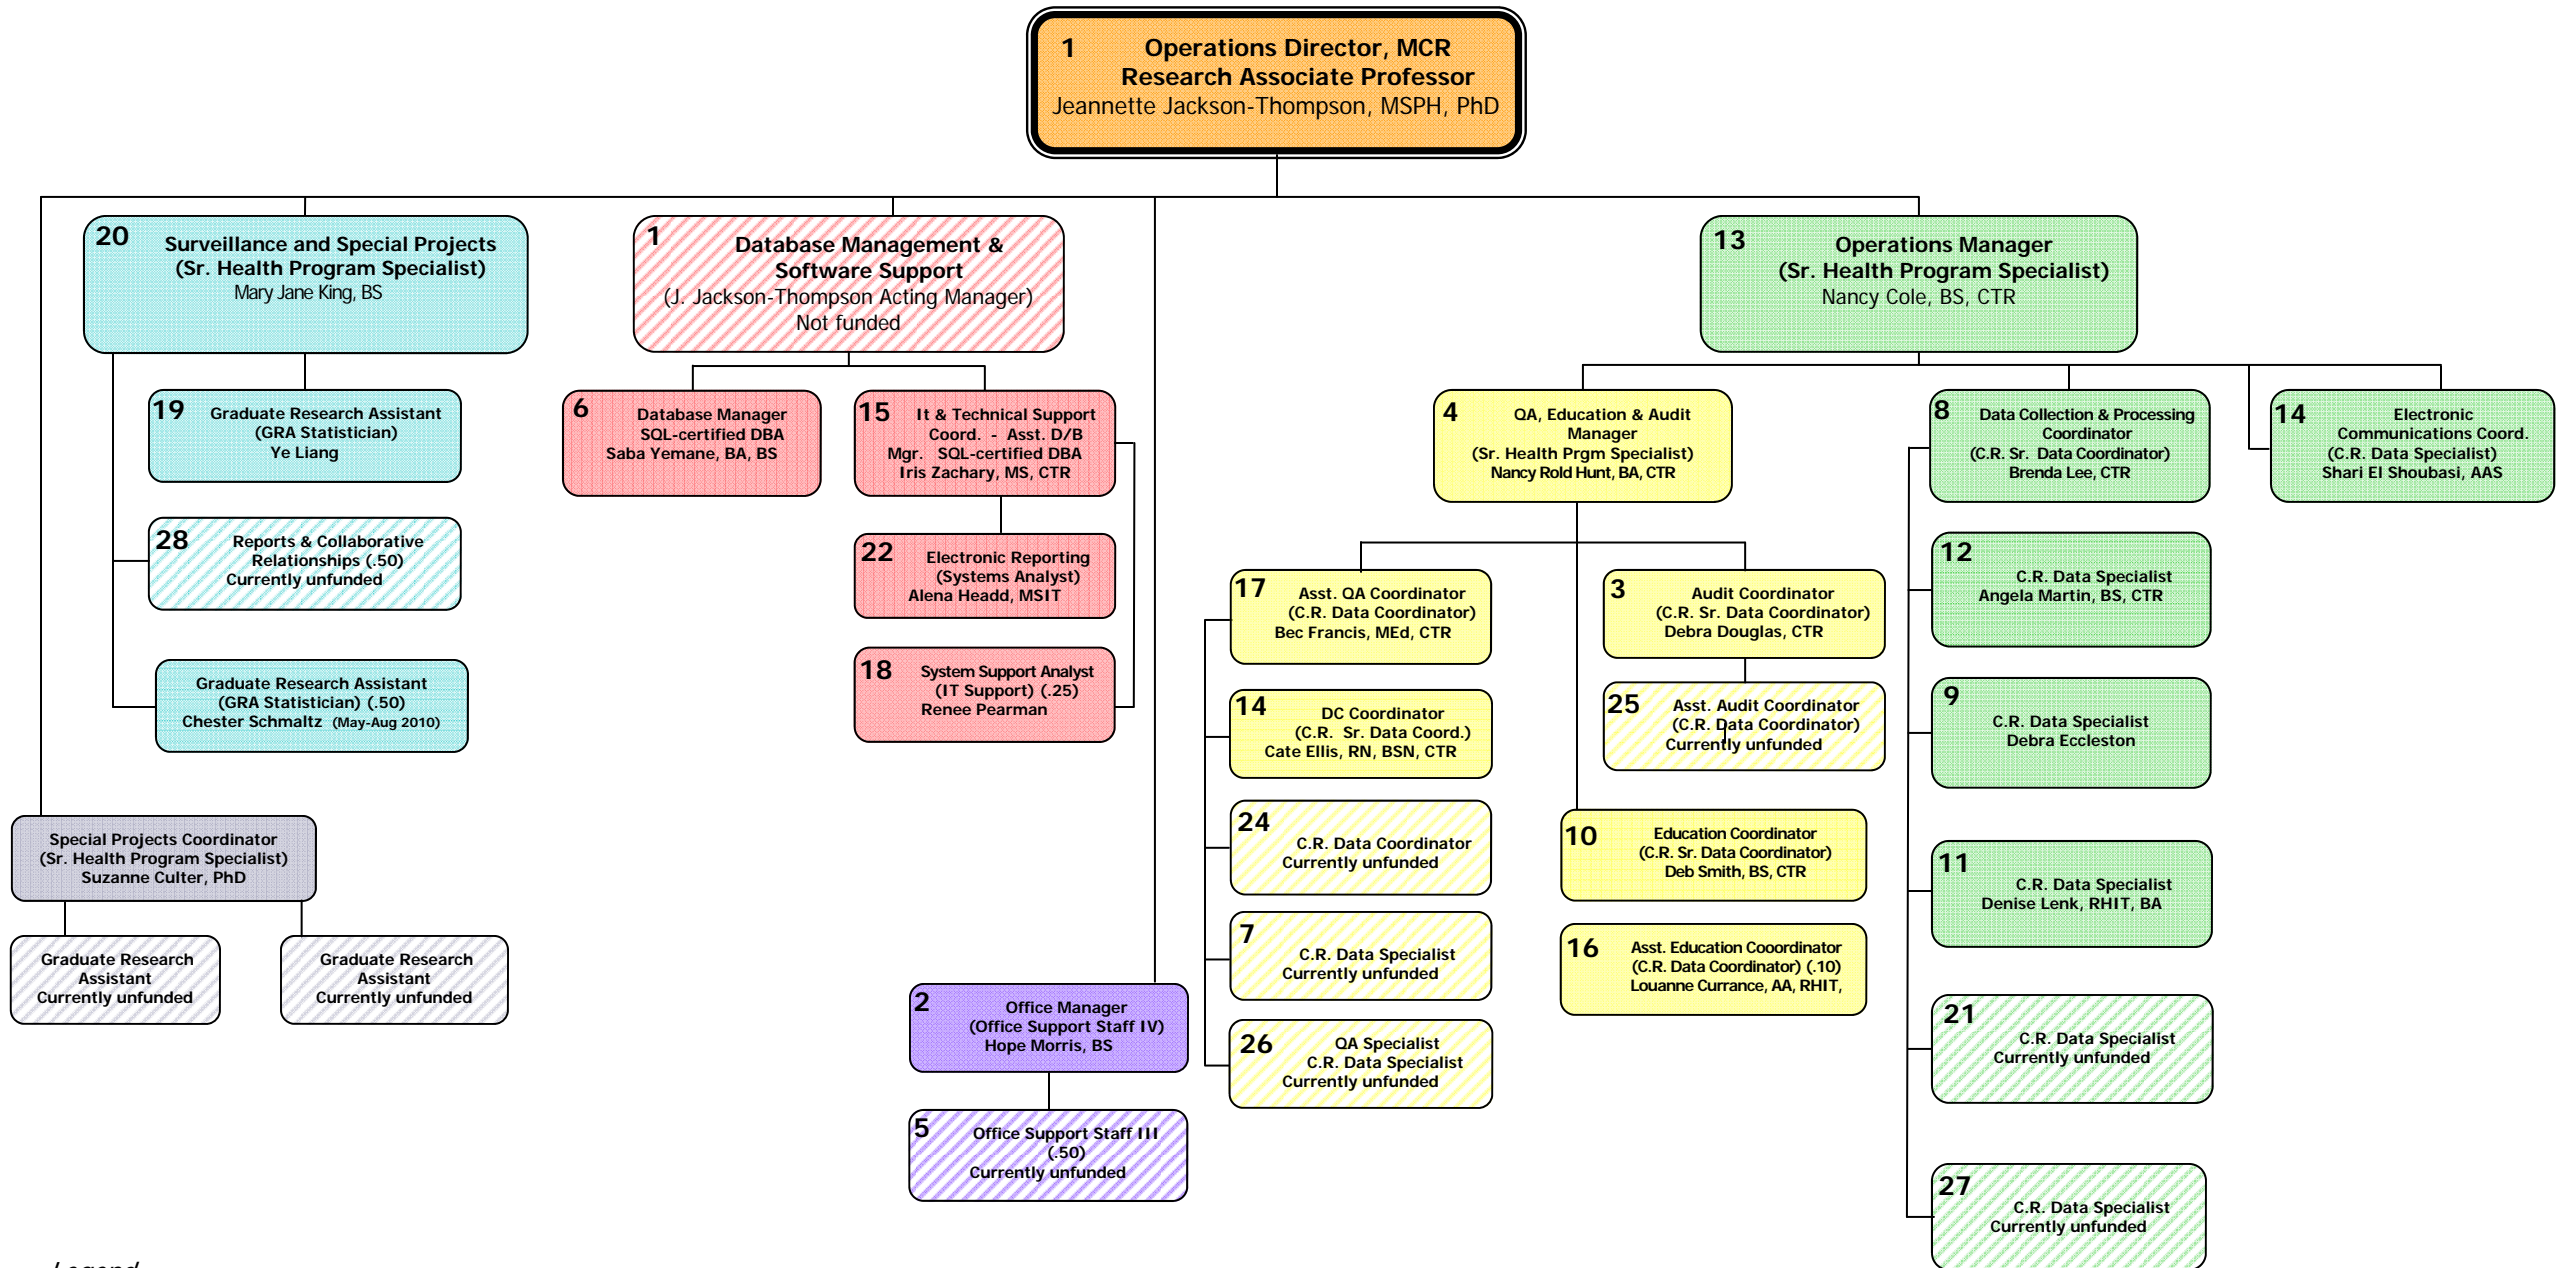 1 Operations Director, MCR
Research Associate Professor
Jeannette Jackson-Thompson, MSPH, PhD
20 Surveillance and Special Projects
(Sr. Health Program Specialist)
Mary Jane King, BS
1 Database Management &
Software Support
(J. Jackson-Thompson Acting Manager)
Not funded
13 Operations Manager
(Sr. Health Program Specialist)
Nancy Cole, BS, CTR
19 Graduate Research Assistant
(GRA Statistician)
Ye Liang
28 Reports & Collaborative
Relationships (.50)
Currently unfunded
Graduate Research Assistant
(GRA Statistician) (.50)
Chester Schmaltz (May-Aug 2010)
6 Database Manager
SQL-certified DBA
Saba Yemane, BA, BS
15 It & Technical Support
Coord. - Asst. D/B
Mgr. SQL-certified DBA
Iris Zachary, MS, CTR
22 Electronic Reporting
(Systems Analyst)
Alena Headd, MSIT
18 System Support Analyst
(IT Support) (.25)
Renee Pearman
4 QA, Education & Audit
Manager
(Sr. Health Prgm Specialist)
Nancy Rold Hunt, BA, CTR
8 Data Collection & Processing
Coordinator
(C.R. Sr. Data Coordinator)
Brenda Lee, CTR
14 Electronic
Communications Coord.
(C.R. Data Specialist)
Shari El Shoubasi, AAS
17 Asst. QA Coordinator
(C.R. Data Coordinator)
Bec Francis, MEd, CTR
14 DC Coordinator
(C.R. Sr. Data Coord.)
Cate Ellis, RN, BSN, CTR
24 C.R. Data Coordinator
Currently unfunded
7 C.R. Data Specialist
Currently unfunded
26 QA Specialist
C.R. Data Specialist
Currently unfunded
3 Audit Coordinator
(C.R. Sr. Data Coordinator)
Debra Douglas, CTR
25 Asst. Audit Coordinator
(C.R. Data Coordinator)
Currently unfunded
10 Education Coordinator
(C.R. Sr. Data Coordinator)
Deb Smith, BS, CTR
16 Asst. Education Cooordinator
(C.R. Data Coordinator) (.10)
Louanne Currance, AA, RHIT,
12 C.R. Data Specialist
Angela Martin, BS, CTR
9 C.R. Data Specialist
Debra Eccleston
11 C.R. Data Specialist
Denise Lenk, RHIT, BA
21 C.R. Data Specialist
Currently unfunded
27 C.R. Data Specialist
Currently unfunded
Special Projects Coordinator
(Sr. Health Program Specialist)
Suzanne Culter, PhD
Graduate Research
Assistant
Currently unfunded
Graduate Research
Assistant
Currently unfunded
2 Office Manager
(Office Support Staff IV)
Hope Morris, BS
5 Office Support Staff III
(.50)
Currently unfunded
Legend